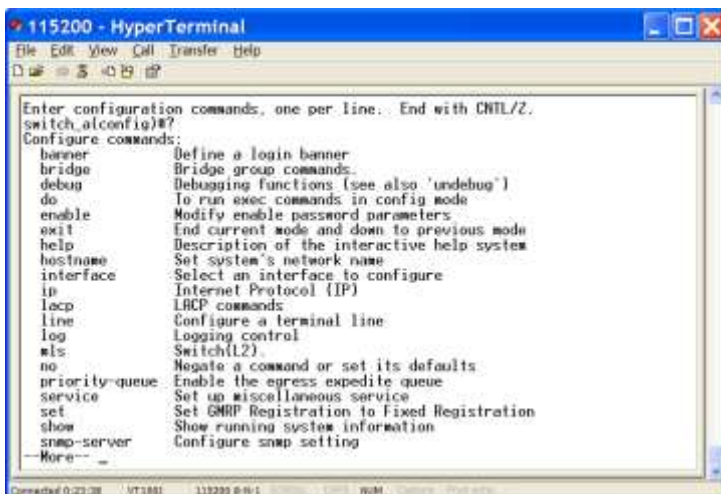 115200 - HyperTerminal
File Edit View Call Transfer Help
Enter configuration commands, one per line.  End with CNTL/Z.
switch_a(config)#?
Configure commands:
banner Define a login banner
bridge Bridge group commands.
debug Debugging functions (see also 'undebug')
do To run exec commands in config mode
enable Modify enable password parameters
exit End current mode and down to previous mode
help Description of the interactive help system
hostname Set system's network name
interface Select an interface to configure
ip Internet Protocol (IP)
lacp LACP commands
line Configure a terminal line
log Logging control
mls Switch(L2).
no Negate a command or set its defaults
priority-queue Enable the egress expedite queue
service Set up miscellaneous service
set Set GMRP Registration to Fixed Registration
show Show running system information
snmp-server Configure snmp setting
--More-- _
Connected 0:23:38 115200 8-N-1 SCROLL CAPS NUM Capture Print echo